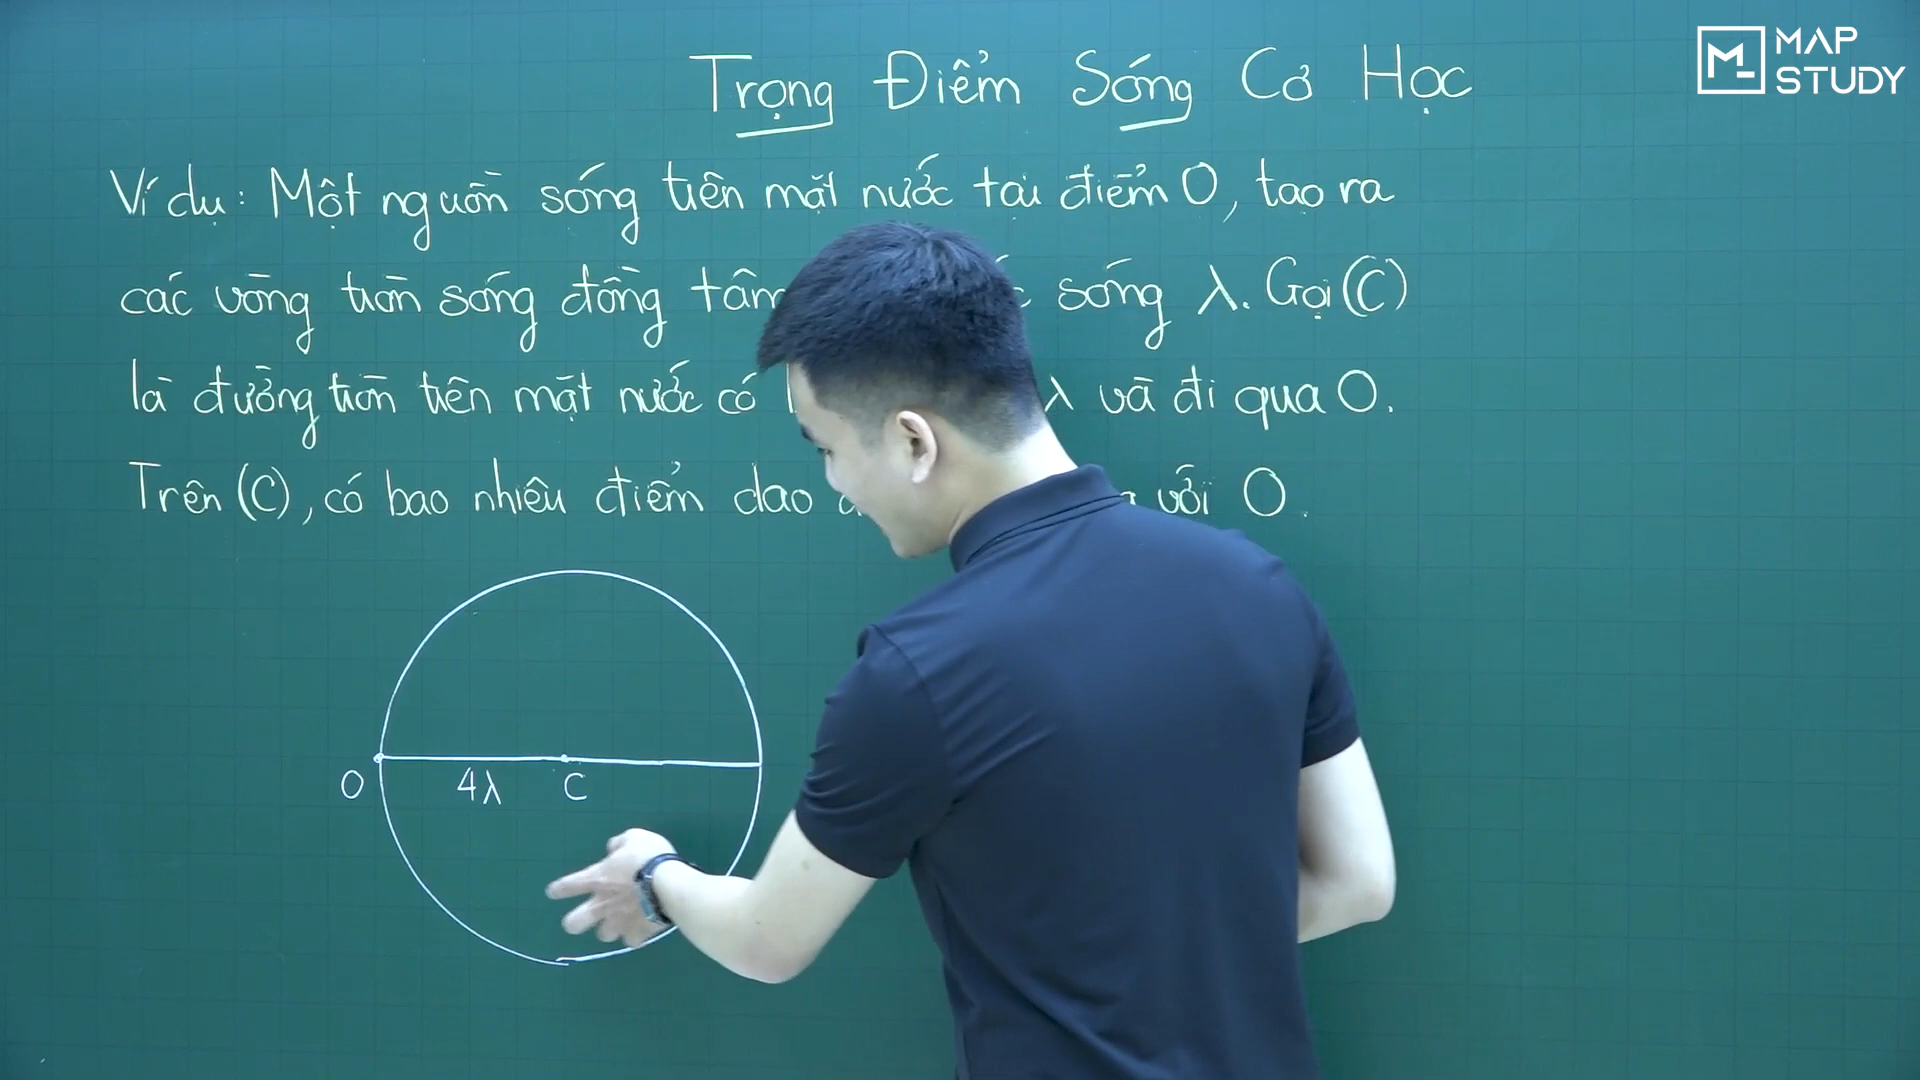 MAP
STUDY
Trọng Điểm Sóng Cơ Học
Ví dụ: Một nguồn sóng trên mặt nước tại điểm O, tạo ra
các vòng tròn sóng đồng tâm sóng λ. Gọi (C)
là đường tròn trên mặt nước có λ và đi qua O.
Trên (C), có bao nhiêu điểm dao với O.
O 4λ C